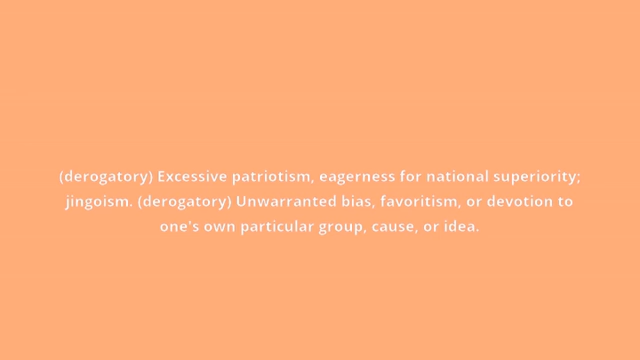 (derogatory) Excessive patriotism, eagerness for national superiority;
jingoism. (derogatory) Unwarranted bias, favoritism, or devotion to
one's own particular group, cause, or idea.